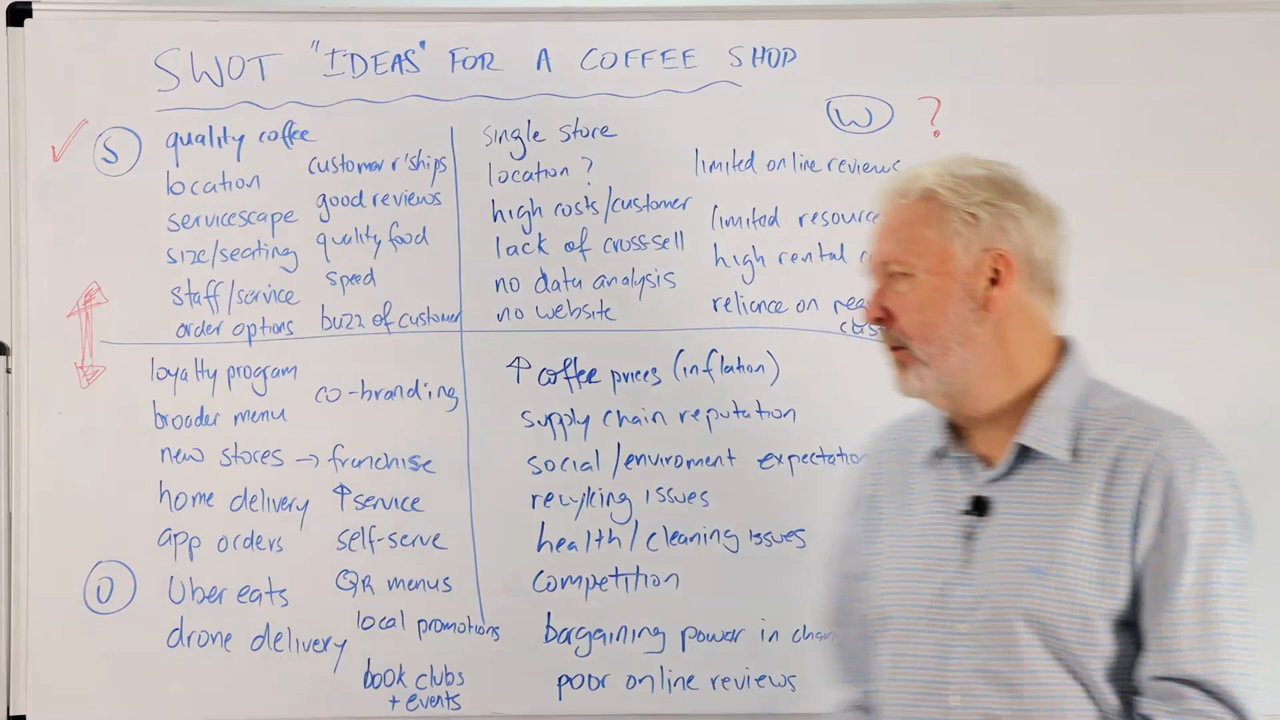 SWOT "IDEAS" FOR A COFFEE SHOP
S
quality coffee
location
servicescape
size/seating
staff/service
order options
customer r'ships
good reviews
quality food
speed
buzz of customer
W ?
single store
location ?
high costs/customer
lack of cross-sell
no data analysis
no website
limited online reviews
limited resource
high rental
reliance on
O
loyalty program
broader menu
new stores → franchise
home delivery
app orders
Uber eats
drone delivery
co-branding
↑ service
self-serve
QR menus
local promotions
book clubs
+ events
↑ coffee prices (inflation)
supply chain reputation
social/enviroment expectation
recycking issues
health/cleaning issues
competition
bargaining power in
poor online reviews